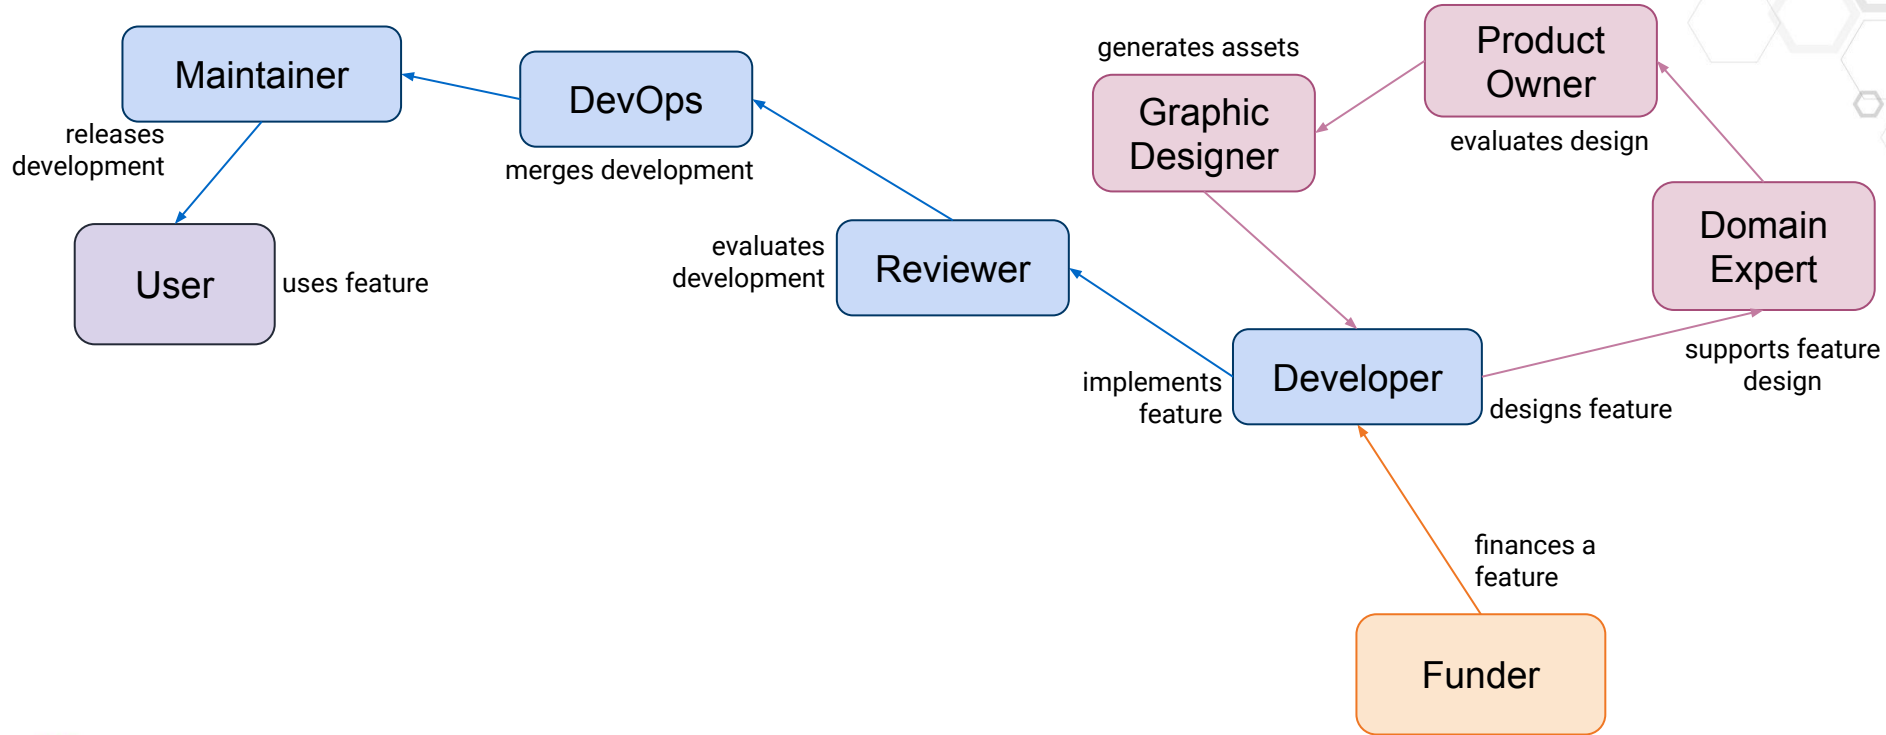 Maintainer
releases
development
User
uses feature
DevOps
merges development
evaluates
development
Reviewer
generates assets
Graphic
Designer
Product
Owner
evaluates design
Domain
Expert
supports feature
design
implements
feature
Developer
designs feature
finances a
feature
Funder